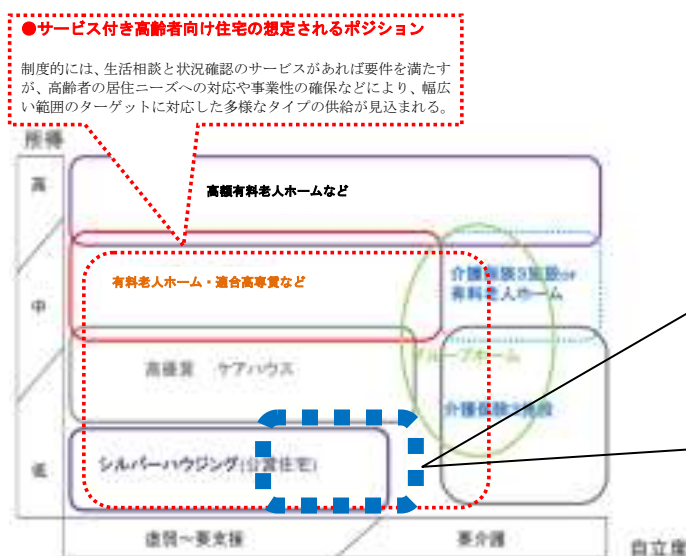 ●サービス付き高齢者向け住宅の想定されるポジション
制度的には、生活相談と状況確認のサービスがあれば要件を満たす
が、高齢者の居住ニーズへの対応や事業性の確保などにより、幅広
い範囲のターゲットに対応した多様なタイプの供給が見込まれる。
所得
高
高額有料老人ホームなど
有料老人ホーム・適合高専賃など
介護保険3施設or
有料老人ホーム
中
グループホーム
高優賃 ケアハウス
介護保険3施設
シルバーハウジング(公営住宅)
低
虚弱～要支援
要介護
自立度